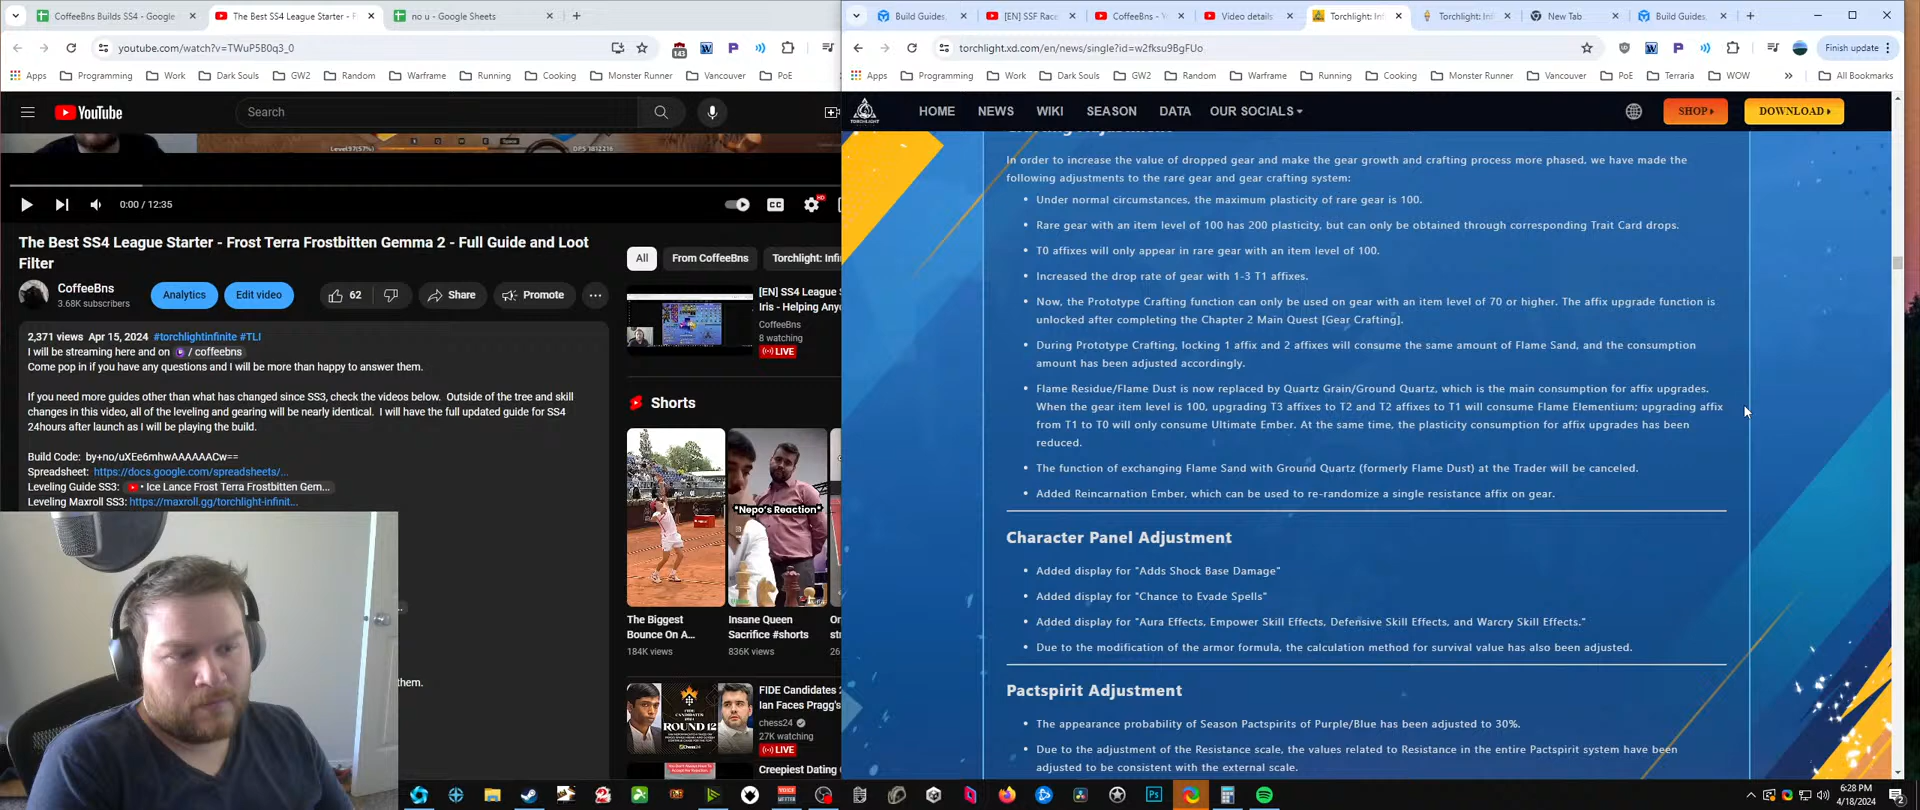 CoffeeBns Builds SS4 - Google
The Best SS4 League Starter - F
no u - Google Sheets
Build Guides,
[EN] SSF Race
CoffeeBns - 
Video details
Torchlight: Inf
Torchlight: Inf
New Tab
Build Guides,
youtube.com/watch?v=TWuP5B0q3_0
143
torchlight.xd.com/en/news/single?id=w2fksu9BgFUo
Finish update
Apps
Programming
Work
Dark Souls
GW2
Random
Warframe
Running
Cooking
Monster Runner
Vancouver
PoE
Apps
Programming
Work
Dark Souls
GW2
Random
Warframe
Running
Cooking
Monster Runner
Vancouver
PoE
Terraria
WOW
All Bookmarks
YouTube
Search
HOME
NEWS
WIKI
SEASON
DATA
OUR SOCIALS
SHOP
DOWNLOAD
0:00 / 12:35
The Best SS4 League Starter - Frost Terra Frostbitten Gemma 2 - Full Guide and Loot
Filter
CoffeeBns
3.68K subscribers
Analytics
Edit video
62
Share
Promote
2,371 views Apr 15, 2024 #torchlightinfinite #TLI
I will be streaming here and on / coffeebns
Come pop in if you have any questions and I will be more than happy to answer them.
If you need more guides other than what has changed since SS3, check the videos below. Outside of the tree and skill
changes in this video, all of the leveling and gearing will be nearly identical. I will have the full updated guide for SS4
24hours after launch as I will be playing the build.
Build Code: by+no/uXEe6mhwAAAAAACw==
Spreadsheet: https://docs.google.com/spreadsheets/...
Leveling Guide SS3: • Ice Lance Frost Terra Frostbitten Gem...
Leveling Maxroll SS3: https://maxroll.gg/torchlight-infinit...
them.
All
From CoffeeBns
Torchlight: Infi
[EN] SS4 League
Iris - Helping Any
CoffeeBns
8 watching
LIVE
Shorts
*Nepo's Reaction*
The Biggest
Bounce On A...
184K views
Insane Queen
Sacrifice #shorts
836K views
ROUND 12
FIDE Candidates 2
Ian Faces Pragg's
chess24
27K watching
LIVE
Creepiest Dating
In order to increase the value of dropped gear and make the gear growth and crafting process more phased, we have made the
following adjustments to the rare gear and gear crafting system:
• Under normal circumstances, the maximum plasticity of rare gear is 100.
• Rare gear with an item level of 100 has 200 plasticity, but can only be obtained through corresponding Trait Card drops.
• T0 affixes will only appear in rare gear with an item level of 100.
• Increased the drop rate of gear with 1-3 T1 affixes.
• Now, the Prototype Crafting function can only be used on gear with an item level of 70 or higher. The affix upgrade function is
unlocked after completing the Chapter 2 Main Quest [Gear Crafting].
• During Prototype Crafting, locking 1 affix and 2 affixes will consume the same amount of Flame Sand, and the consumption
amount has been adjusted accordingly.
• Flame Residue/Flame Dust is now replaced by Quartz Grain/Ground Quartz, which is the main consumption for affix upgrades.
When the gear item level is 100, upgrading T3 affixes to T2 and T2 affixes to T1 will consume Flame Elementium; upgrading affix
from T1 to T0 will only consume Ultimate Ember. At the same time, the plasticity consumption for affix upgrades has been
reduced.
• The function of exchanging Flame Sand with Ground Quartz (formerly Flame Dust) at the Trader will be canceled.
• Added Reincarnation Ember, which can be used to re-randomize a single resistance affix on gear.
Character Panel Adjustment
• Added display for "Adds Shock Base Damage"
• Added display for "Chance to Evade Spells"
• Added display for "Aura Effects, Empower Skill Effects, Defensive Skill Effects, and Warcry Skill Effects."
• Due to the modification of the armor formula, the calculation method for survival value has also been adjusted.
Pactspirit Adjustment
• The appearance probability of Season Pactspirits of Purple/Blue has been adjusted to 30%.
• Due to the adjustment of the Resistance scale, the values related to Resistance in the entire Pactspirit system have been
adjusted to be consistent with the external scale.
6:28 PM
4/18/2024